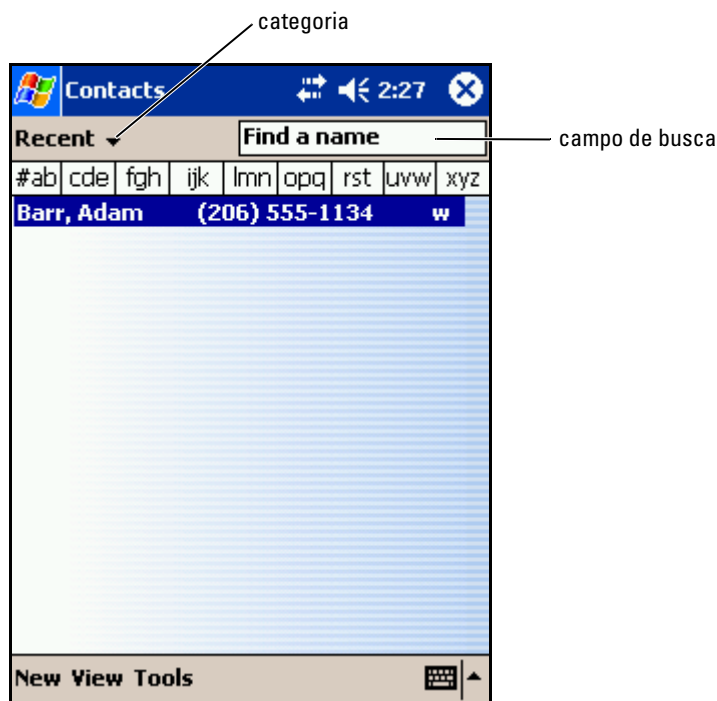 categoria
Contacts 2:27
Recent Find a name
campo de busca
#ab cde fgh ijk lmn opq rst uvw xyz
Barr, Adam (206) 555-1134 w
New View Tools